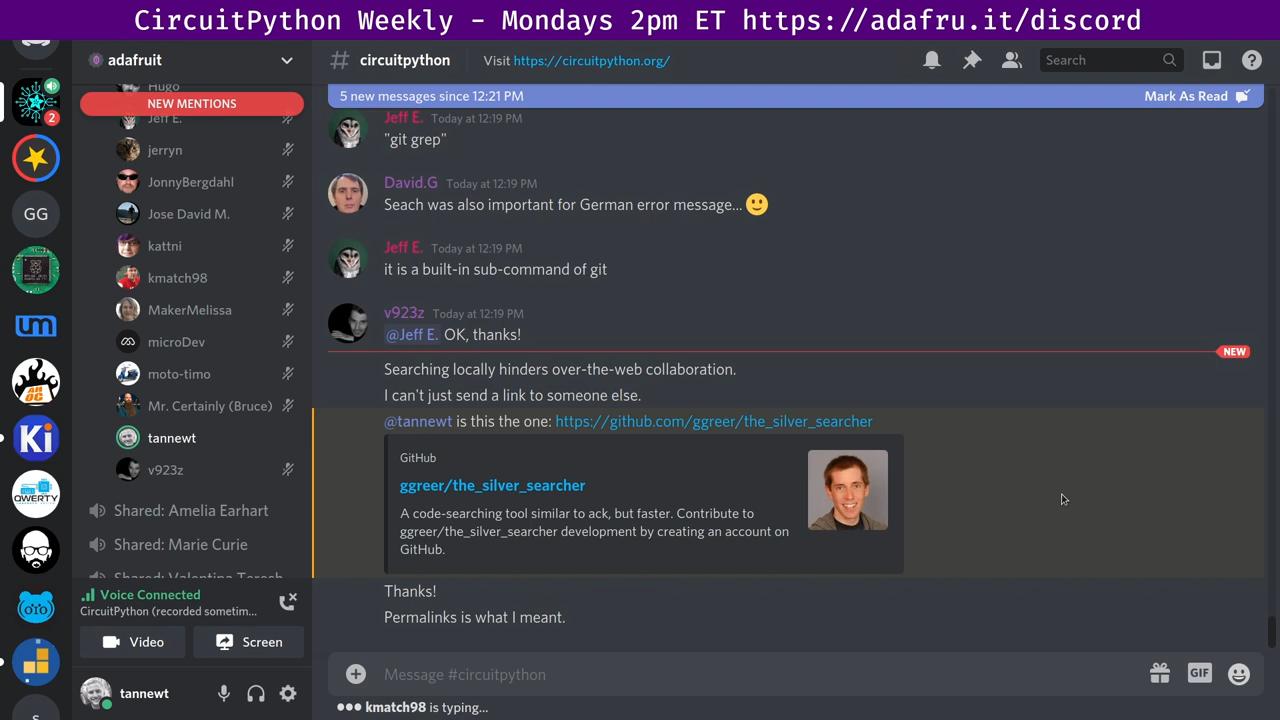 CircuitPython Weekly - Mondays 2pm ET https://adafru.it/discord
adafruit
# circuitpython
Visit https://circuitpython.org/
Search
Hugo
NEW MENTIONS
Jeff E.
jerryn
JonnyBergdahl
Jose David M.
kattni
kmatch98
MakerMelissa
microDev
moto-timo
Mr. Certainly (Bruce)
tannewt
v923z
Shared: Amelia Earhart
Shared: Marie Curie
Voice Connected
CircuitPython (recorded sometim...
Video
Screen
tannewt
2
GG
um
Ki
QWERTY
5 new messages since 12:21 PM
Mark As Read
Jeff E. Today at 12:19 PM
"git grep"
David.G Today at 12:19 PM
Seach was also important for German error message...
Jeff E. Today at 12:19 PM
it is a built-in sub-command of git
v923z Today at 12:19 PM
@Jeff E. OK, thanks!
NEW
Searching locally hinders over-the-web collaboration.
I can't just send a link to someone else.
@tannewt is this the one: https://github.com/ggreer/the_silver_searcher
GitHub
ggreer/the_silver_searcher
A code-searching tool similar to ack, but faster. Contribute to
ggreer/the_silver_searcher development by creating an account on
GitHub.
Thanks!
Permalinks is what I meant.
Message #circuitpython
GIF
kmatch98 is typing...